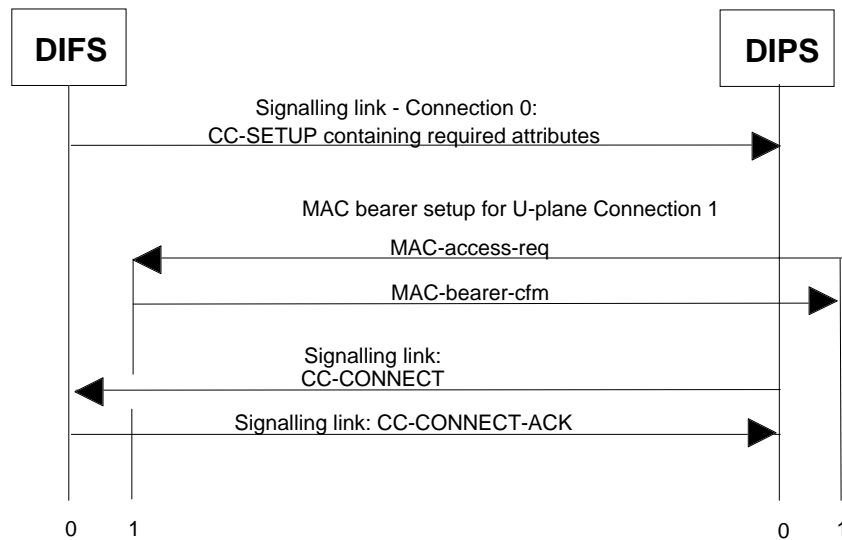 DIFS
DIPS
Signalling link - Connection 0:
CC-SETUP containing required attributes
MAC bearer setup for U-plane Connection 1
MAC-access-req
MAC-bearer-cfm
Signalling link:
CC-CONNECT
Signalling link: CC-CONNECT-ACK
0 1 0 1